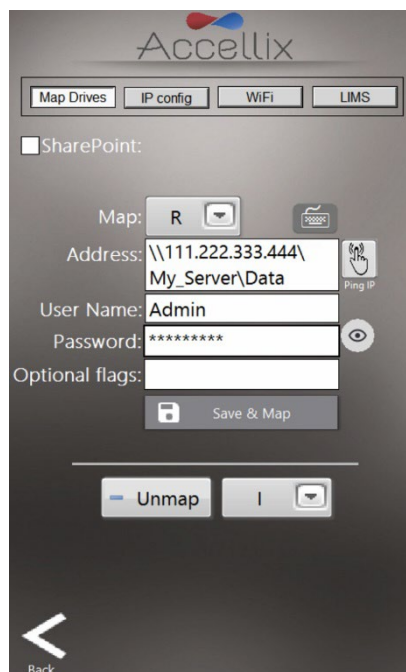 Accellix
Map Drives IP config WiFi LIMS
SharePoint:
Map: R
Address: \\111.222.333.444\
My_Server\Data
Ping IP
User Name: Admin
Password: *********
Optional flags:
Save & Map
Unmap I
Back